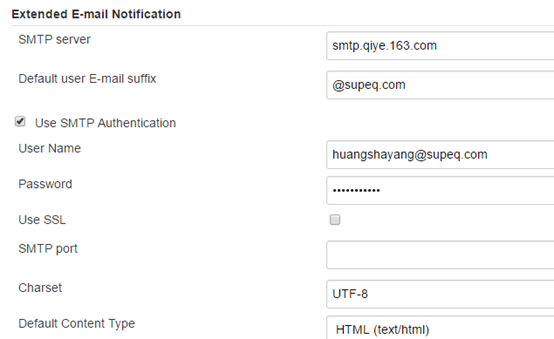 Extended E-mail Notification
SMTP server smtp.qiye.163.com
Default user E-mail suffix @supeq.com
Use SMTP Authentication
User Name huangshayang@supeq.com
Password •••••••••••
Use SSL
SMTP port
Charset UTF-8
Default Content Type HTML (text/html)